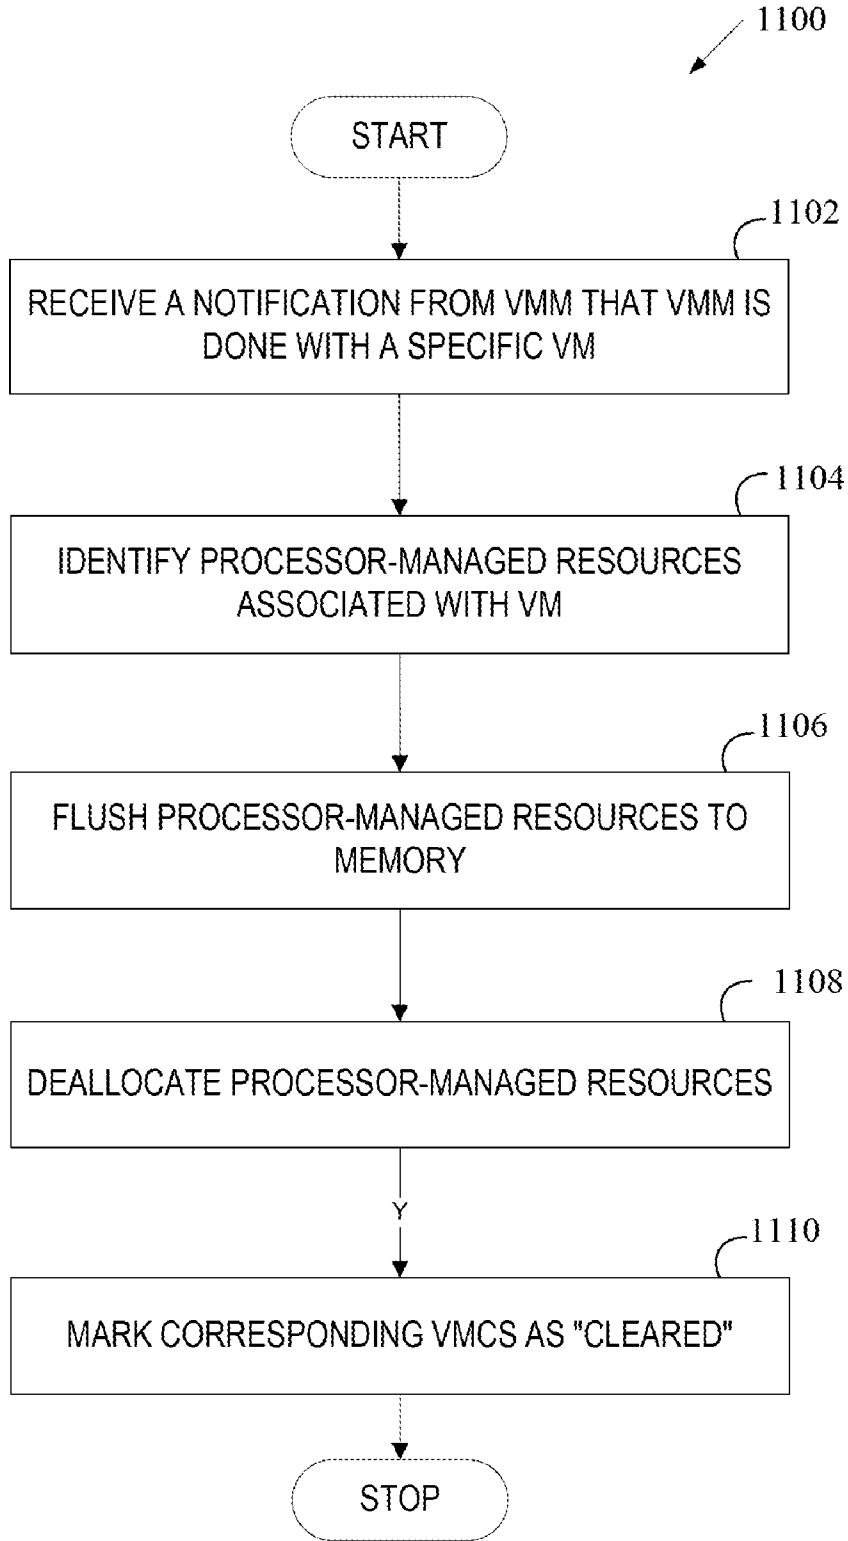 1100
START
1102
RECEIVE A NOTIFICATION FROM VMM THAT VMM IS
DONE WITH A SPECIFIC VM
1104
IDENTIFY PROCESSOR-MANAGED RESOURCES
ASSOCIATED WITH VM
1106
FLUSH PROCESSOR-MANAGED RESOURCES TO
MEMORY
1108
DEALLOCATE PROCESSOR-MANAGED RESOURCES
Y
1110
MARK CORRESPONDING VMCS AS "CLEARED"
STOP